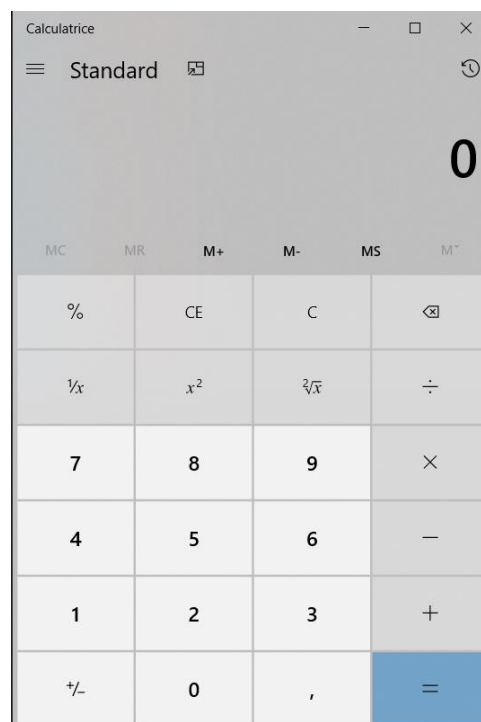 Calculatrice
Standard
0
MC MR M+ M- MS M˅
% CE C
¹/x x² ²√x ÷
7 8 9 ×
4 5 6 −
1 2 3 +
+/− 0 , =